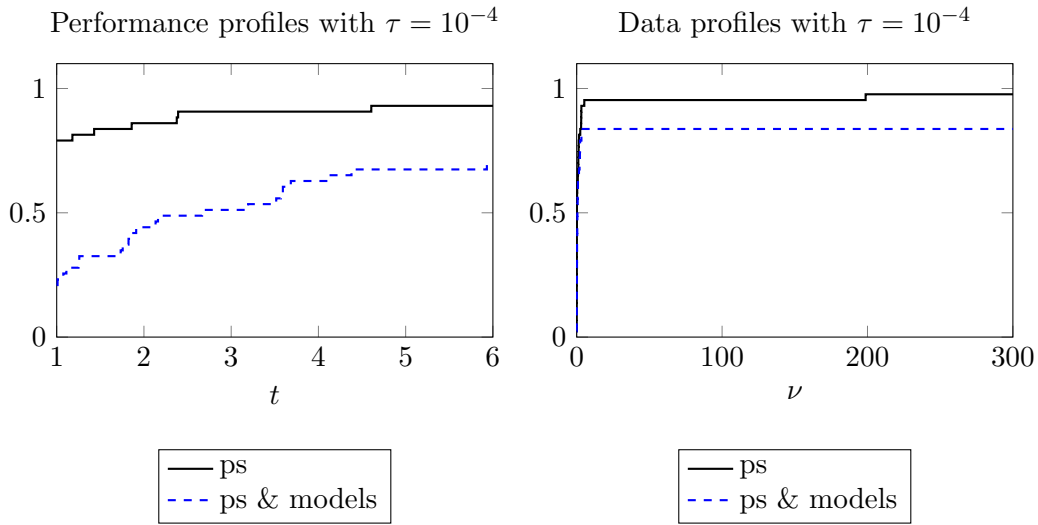 Performance profiles with τ = 10⁻⁴
1
0.5
0
1 2 3 4 5 6
t
ps
ps & models
Data profiles with τ = 10⁻⁴
1
0.5
0
0 100 200 300
ν
ps
ps & models